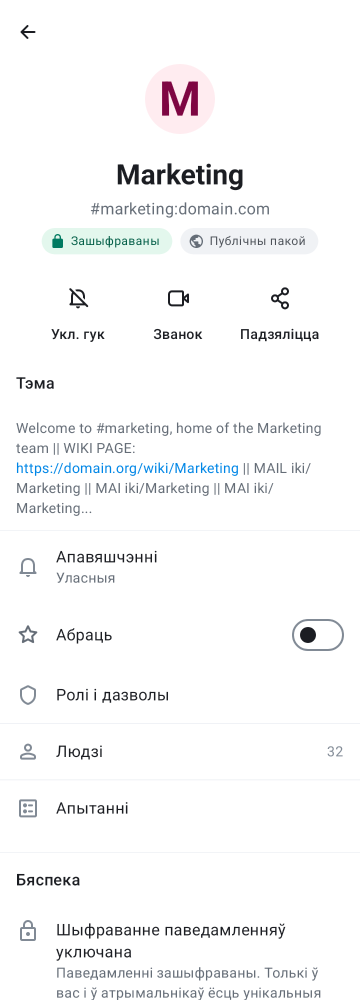 M
Marketing
#marketing:domain.com
Зашыфраваны Публічны пакой
Укл. гук Званок Падзяліцца
Тэма
Welcome to #marketing, home of the Marketing
team || WIKI PAGE:
https://domain.org/wiki/Marketing || MAIL iki/
Marketing || MAI iki/Marketing || MAI iki/
Marketing...
Апавяшчэнні
Уласныя
Абраць
Ролі і дазволы
Людзі 32
Апытанні
Бяспека
Шыфраванне паведамленняў
уключана
Паведамленні зашыфраваны. Толькі ў
вас і ў атрымальнікаў ёсць унікальныя